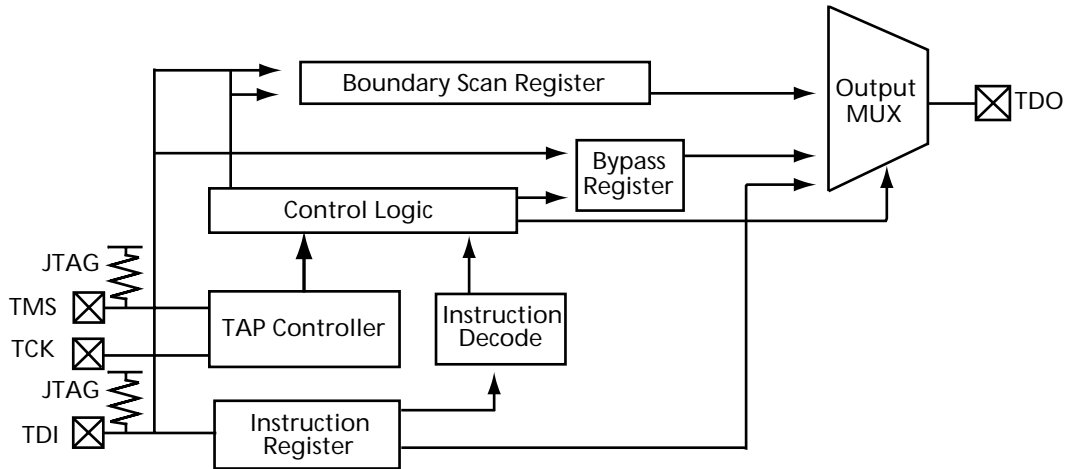 Boundary Scan Register
Output
MUX
TDO
Bypass
Register
Control Logic
JTAG
TMS
TAP Controller
Instruction
Decode
TCK
JTAG
TDI
Instruction
Register